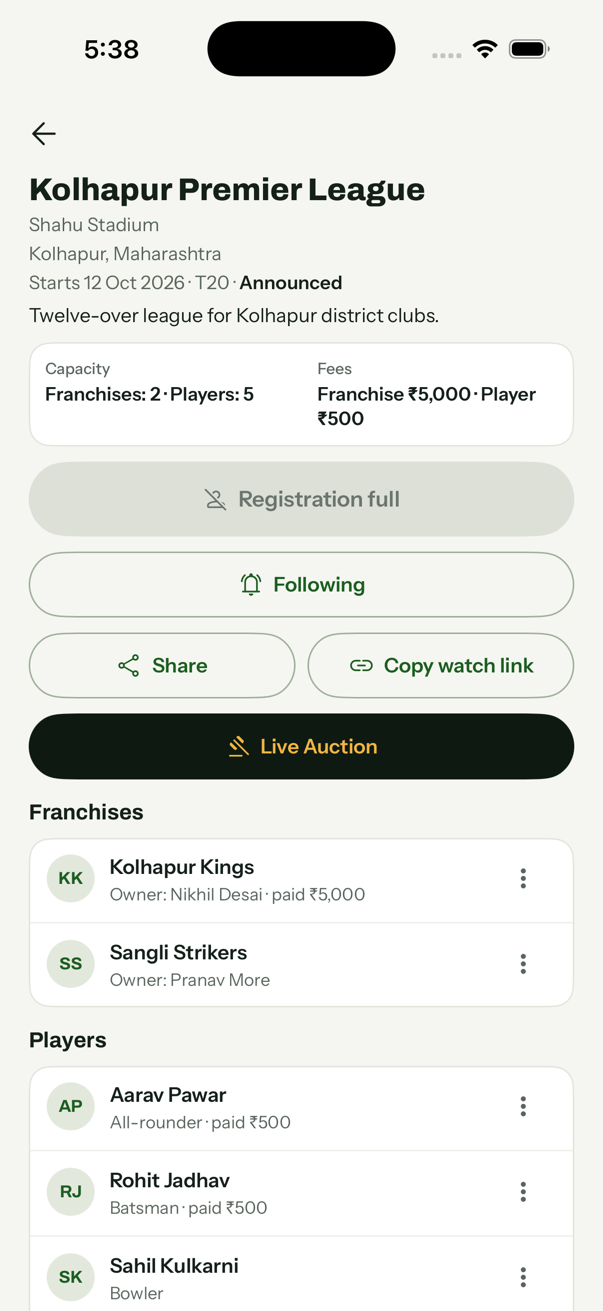 5:38
Kolhapur Premier League
Shahu Stadium
Kolhapur, Maharashtra
Starts 12 Oct 2026 · T20 · Announced
Twelve-over league for Kolhapur district clubs.
Capacity
Franchises: 2 · Players: 5
Fees
Franchise ₹5,000 · Player
₹500
Registration full
Following
Share
Copy watch link
Live Auction
Franchises
KK
Kolhapur Kings
Owner: Nikhil Desai · paid ₹5,000
SS
Sangli Strikers
Owner: Pranav More
Players
AP
Aarav Pawar
All-rounder · paid ₹500
RJ
Rohit Jadhav
Batsman · paid ₹500
SK
Sahil Kulkarni
Bowler